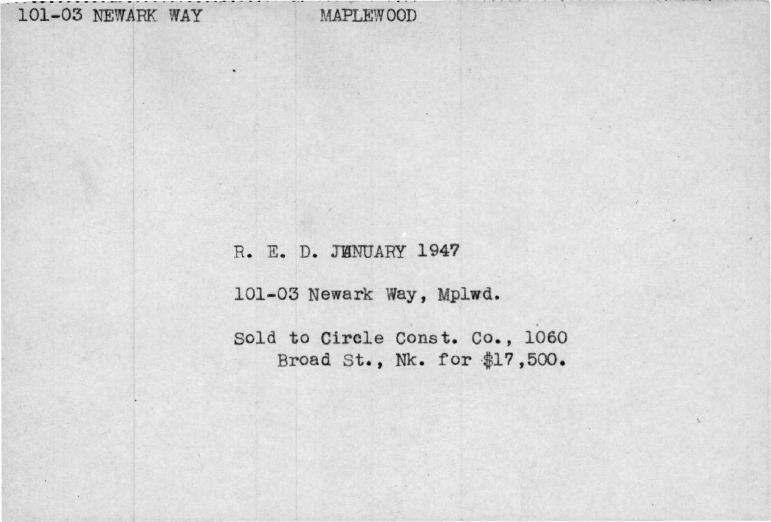 101-03 NEWARK WAY MAPLEWOOD
R. E. D. JANUARY 1947
101-03 Newark Way, Mplwd.
Sold to Circle Const. Co., 1060
Broad St., Nk. for $17,500.